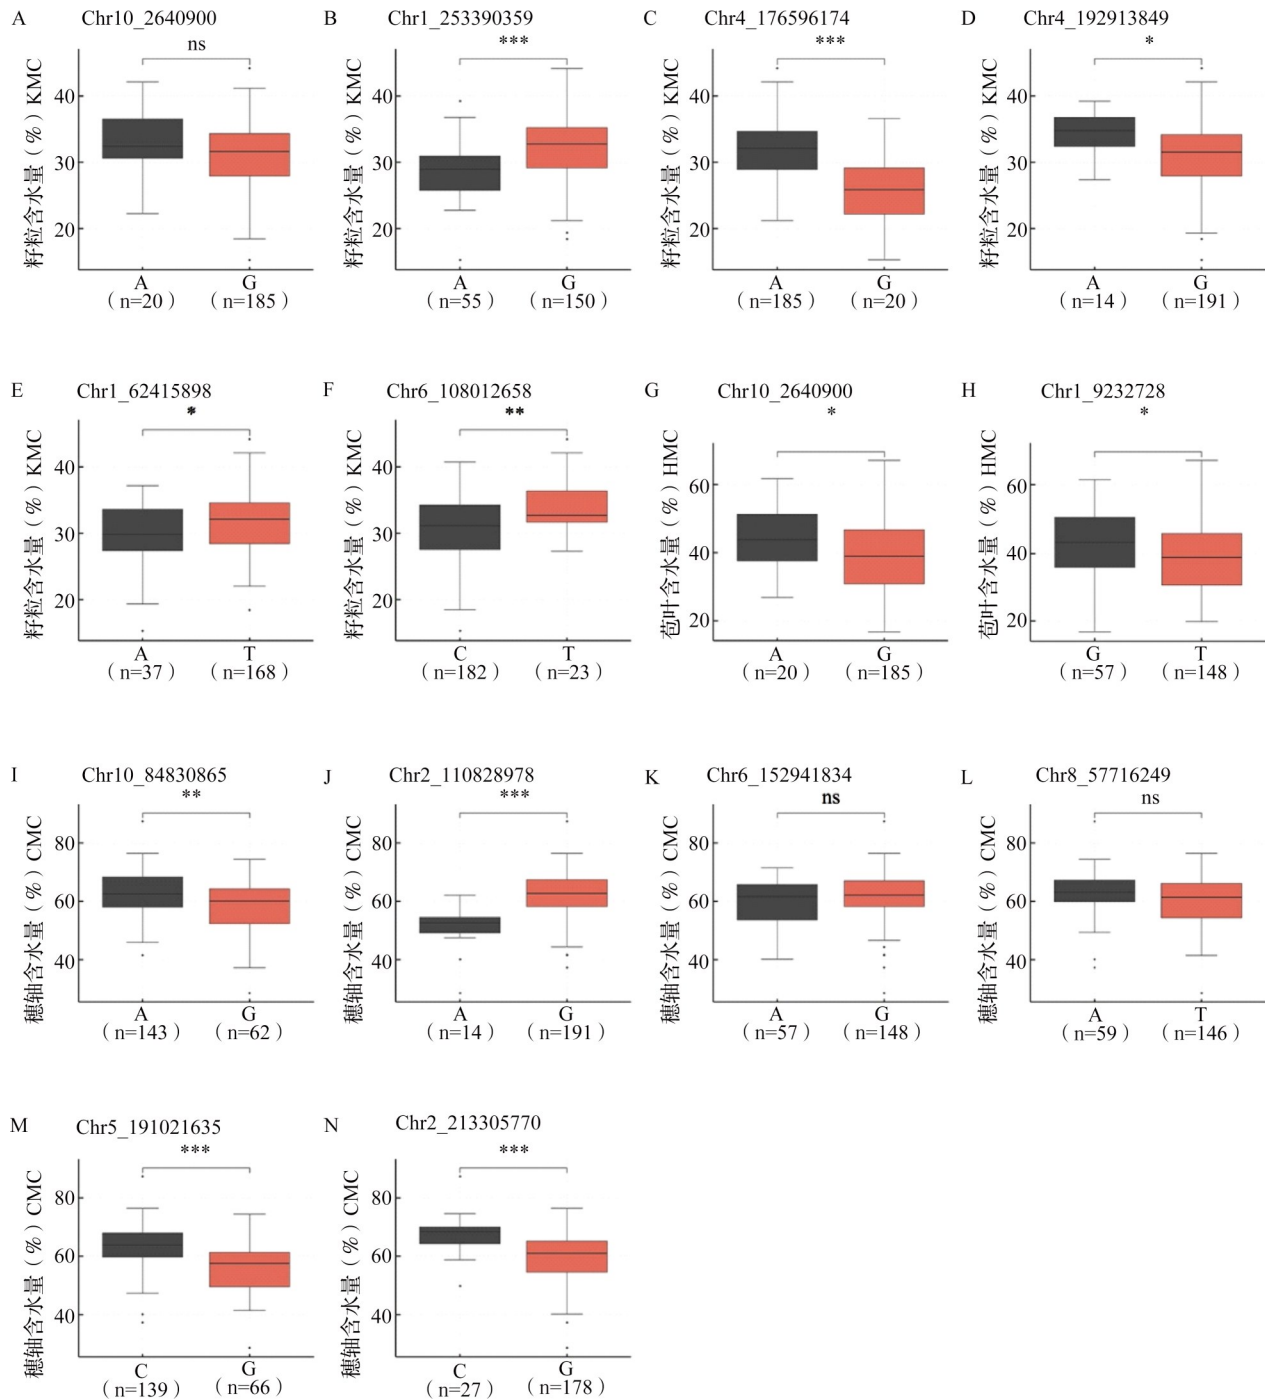 A Chr10_2640900
ns
籽粒含水量（%）KMC
40
30
20
A G
（n=20） （n=185）
B Chr1_253390359
***
籽粒含水量（%）KMC
40
30
20
A G
（n=55） （n=150）
C Chr4_176596174
***
籽粒含水量（%）KMC
40
30
20
A G
（n=185） （n=20）
D Chr4_192913849
*
籽粒含水量（%）KMC
40
30
20
A G
（n=14） （n=191）
E Chr1_62415898
*
籽粒含水量（%）KMC
40
30
20
A T
（n=37） （n=168）
F Chr6_108012658
**
籽粒含水量（%）KMC
40
30
20
C T
（n=182） （n=23）
G Chr10_2640900
*
苞叶含水量（%）HMC
60
40
20
A G
（n=20） （n=185）
H Chr1_9232728
*
苞叶含水量（%）HMC
60
40
20
G T
（n=57） （n=148）
I Chr10_84830865
**
穗轴含水量（%）CMC
80
60
40
A G
（n=143） （n=62）
J Chr2_110828978
***
穗轴含水量（%）CMC
80
60
40
A G
（n=14） （n=191）
K Chr6_152941834
ns
穗轴含水量（%）CMC
80
60
40
A G
（n=57） （n=148）
L Chr8_57716249
ns
穗轴含水量（%）CMC
80
60
40
A T
（n=59） （n=146）
M Chr5_191021635
***
穗轴含水量（%）CMC
80
60
40
C G
（n=139） （n=66）
N Chr2_213305770
***
穗轴含水量（%）CMC
80
60
40
C G
（n=27） （n=178）